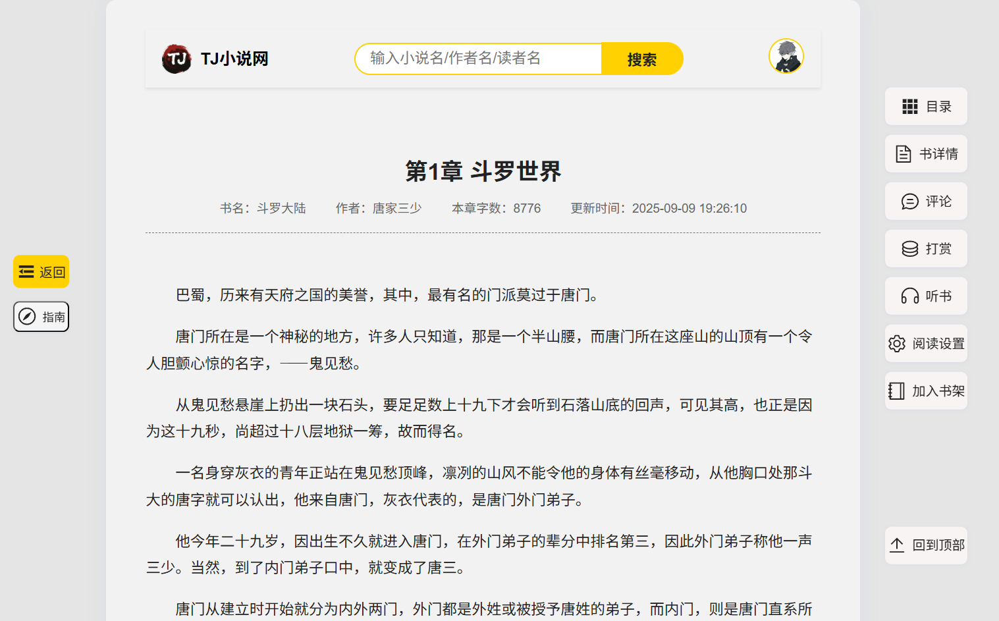 TJ TJ小说网
输入小说名/作者名/读者名
搜索
第1章 斗罗世界
书名：斗罗大陆 作者：唐家三少 本章字数：8776 更新时间：2025-09-09 19:26:10
返回
指南
巴蜀，历来有天府之国的美誉，其中，最有名的门派莫过于唐门。
唐门所在是一个神秘的地方，许多人只知道，那是一个半山腰，而唐门所在这座山的山顶有一个令
人胆颤心惊的名字，——鬼见愁。
从鬼见愁悬崖上扔出一块石头，要足足数上十九下才会听到石落山底的回声，可见其高，也正是因
为这十九秒，尚超过十八层地狱一筹，故而得名。
一名身穿灰衣的青年正站在鬼见愁顶峰，凛冽的山风不能令他的身体有丝毫移动，从他胸口处那斗
大的唐字就可以认出，他来自唐门，灰衣代表的，是唐门外门弟子。
他今年二十九岁，因出生不久就进入唐门，在外门弟子的辈分中排名第三，因此外门弟子称他一声
三少。当然，到了内门弟子口中，就变成了唐三。
唐门从建立时开始就分为内外两门，外门都是外姓或被授予唐姓的弟子，而内门，则是唐门直系所
目录
书详情
评论
打赏
听书
阅读设置
加入书架
回到顶部